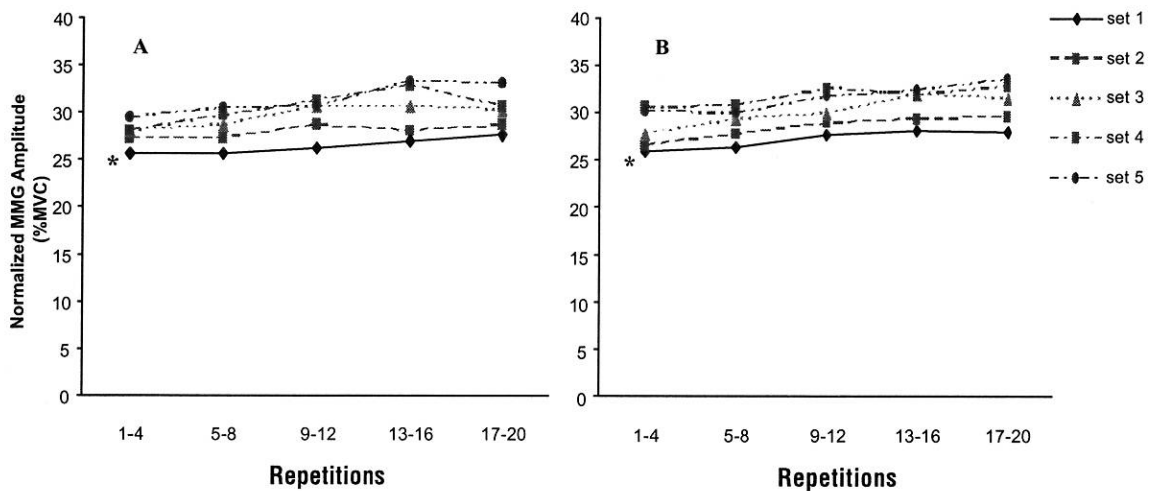 Normalized MMG Amplitude
(%MVC)
A
40
35
30
25
20
15
10
5
0
*
1-4 5-8 9-12 13-16 17-20
Repetitions
B
40
35
30
25
20
15
10
5
0
*
1-4 5-8 9-12 13-16 17-20
Repetitions
set 1
set 2
set 3
set 4
set 5